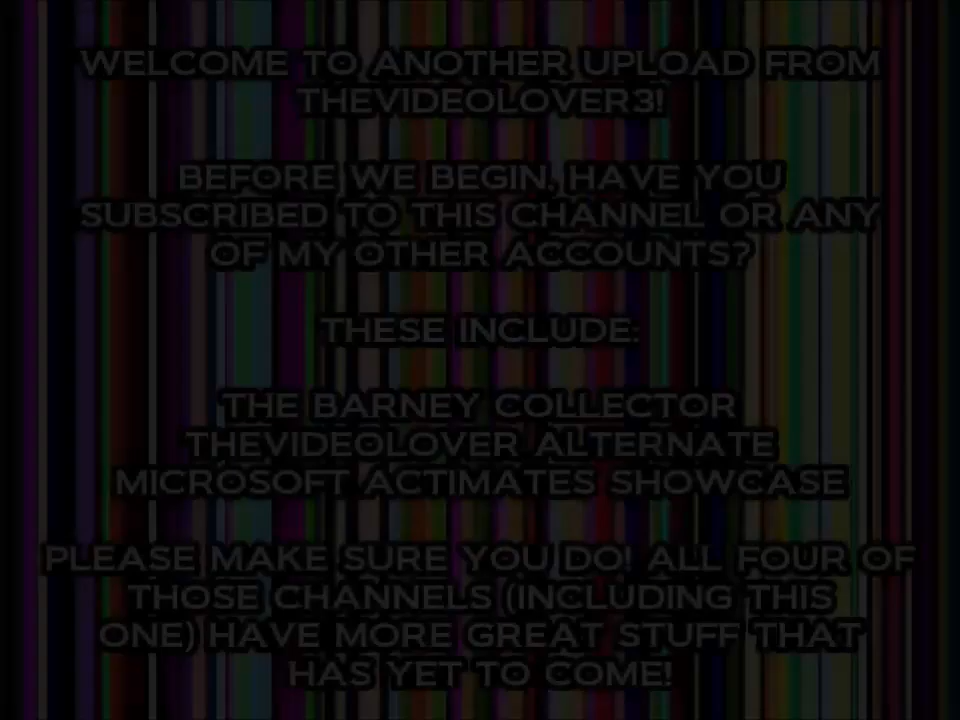 WELCOME TO ANOTHER UPLOAD FROM
THEVIDEOLOVER3!
BEFORE WE BEGIN, HAVE YOU
SUBSCRIBED TO THIS CHANNEL OR ANY
OF MY OTHER ACCOUNTS?
THESE INCLUDE:
THE BARNEY COLLECTOR
THEVIDEOLOVER ALTERNATE
MICROSOFT ACTIMATES SHOWCASE
PLEASE MAKE SURE YOU DO! ALL FOUR OF
THOSE CHANNELS (INCLUDING THIS
ONE) HAVE MORE GREAT STUFF THAT
HAS YET TO COME!